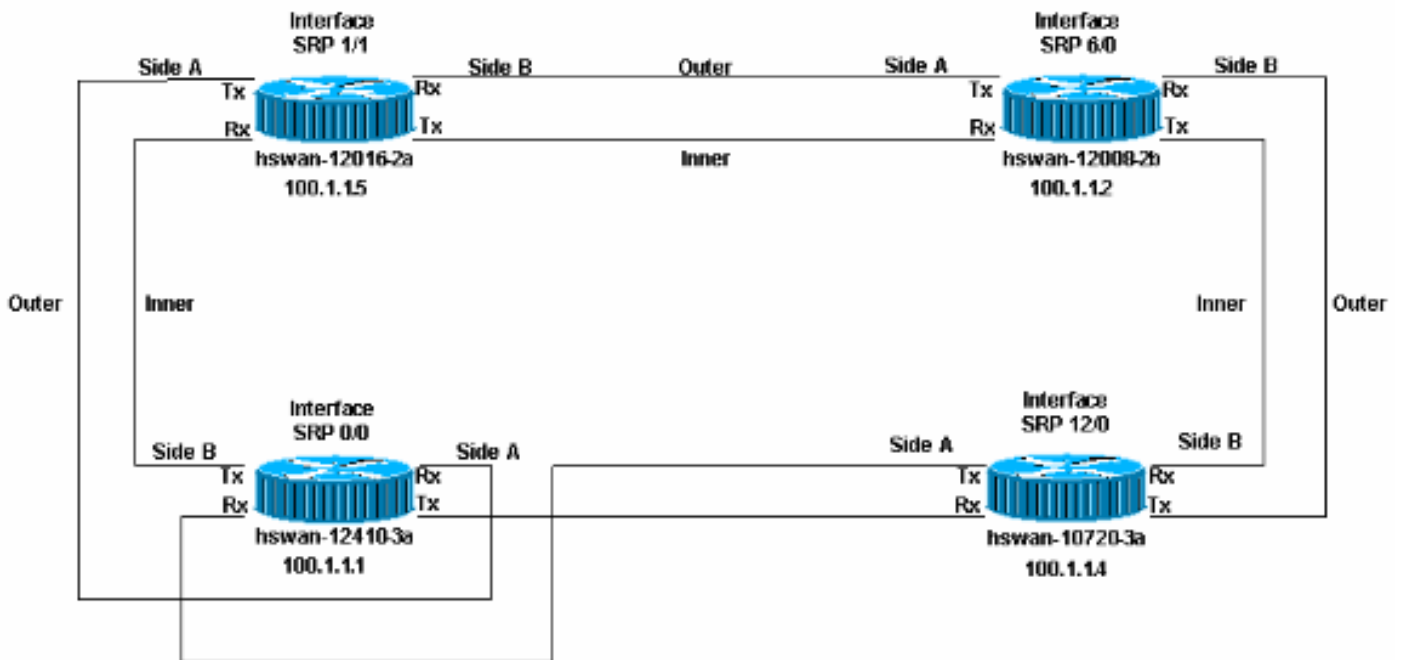 Interface
SRP 1/1
Interface
SRP 6/0
Side A
Side B
Outer
Side A
Side B
Tx
Rx
Tx
Rx
Rx
Tx
Rx
Tx
hswan-12016-2a
Inner
hswan-12008-2b
100.1.1.5
100.1.1.2
Outer
Inner
Inner
Outer
Interface
SRP 0/0
Interface
SRP 12/0
Side B
Side A
Side A
Side B
Tx
Rx
Tx
Rx
Rx
Tx
Rx
Tx
hswan-12410-3a
hswan-10720-3a
100.1.1.1
100.1.1.4